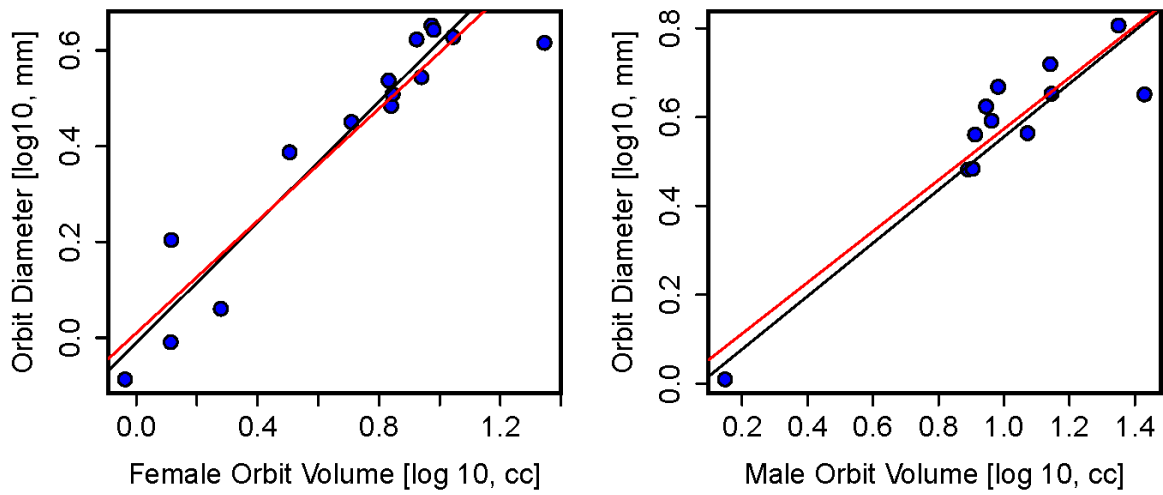 Orbit Diameter [log10, mm]
0.6
0.4
0.2
0.0
0.0 0.4 0.8 1.2
Female Orbit Volume [log 10, cc]
Orbit Diameter [log10, mm]
0.8
0.6
0.4
0.2
0.0
0.2 0.4 0.6 0.8 1.0 1.2 1.4
Male Orbit Volume [log 10, cc]